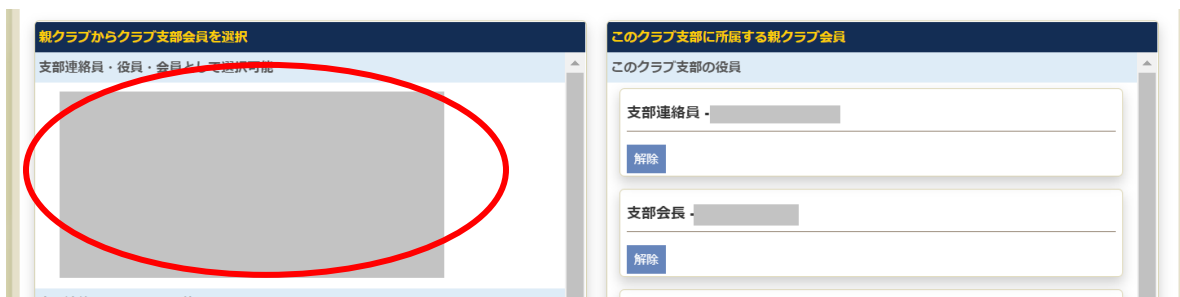 親クラブからクラブ支部会員を選択
支部連絡員・役員・会員として選択可能
このクラブ支部に所属する親クラブ会員
このクラブ支部の役員
支部連絡員 -
解除
支部会長 -
解除